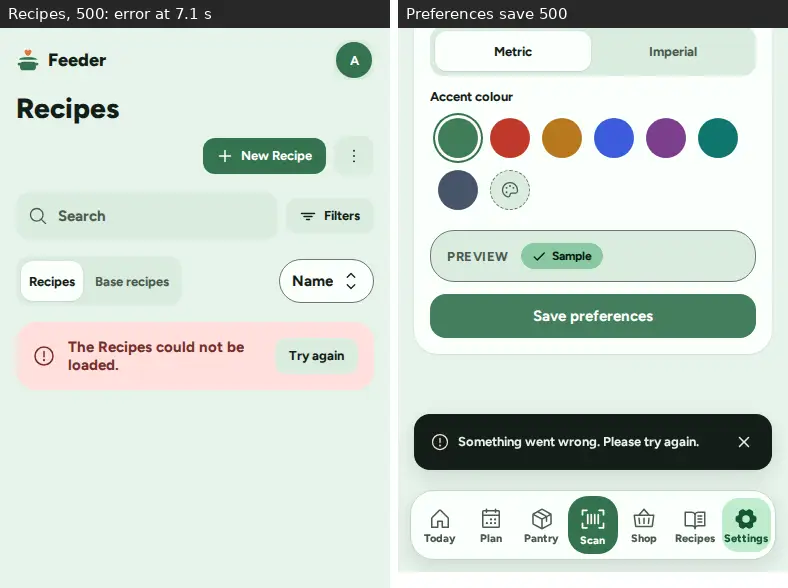 Recipes, 500: error at 7.1 s
Feeder
A
Recipes
New Recipe
Search
Filters
Recipes
Base recipes
Name
The Recipes could not be
loaded.
Try again
Preferences save 500
Metric
Imperial
Accent colour
PREVIEW
Sample
Save preferences
Something went wrong. Please try again.
Today
Plan
Pantry
Scan
Shop
Recipes
Settings